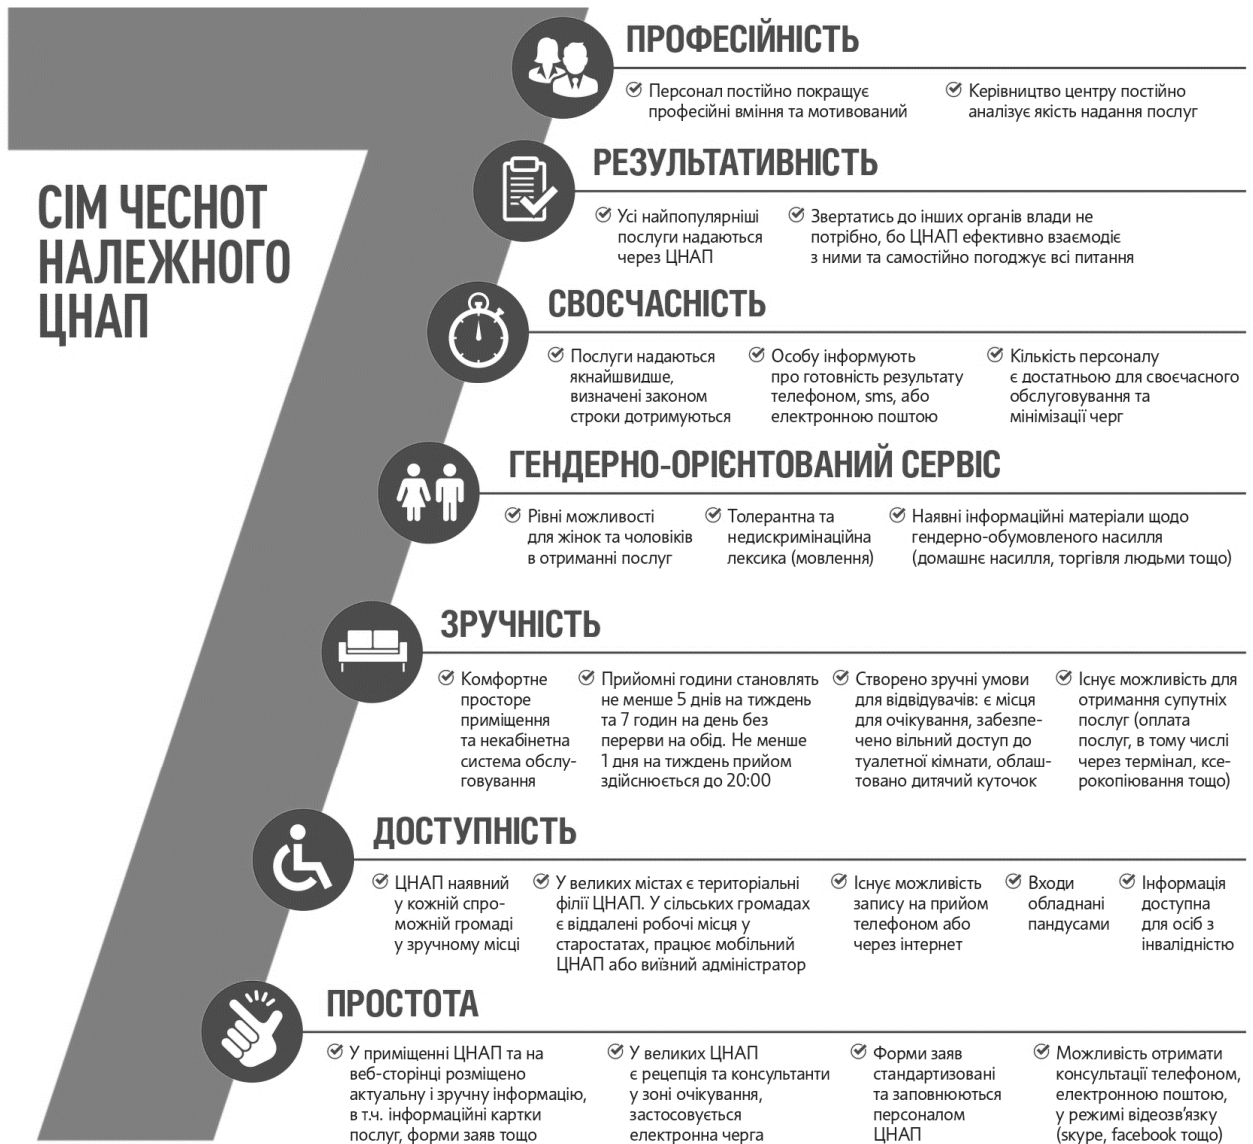 СІМ ЧЕСНОТ
НАЛЕЖНОГО
ЦНАП
ПРОФЕСІЙНІСТЬ
Персонал постійно покращує
професійні вміння та мотивований
Керівництво центру постійно
аналізує якість надання послуг
РЕЗУЛЬТАТИВНІСТЬ
Усі найпопулярніші
послуги надаються
через ЦНАП
Звертатись до інших органів влади не
потрібно, бо ЦНАП ефективно взаємодіє
з ними та самостійно погоджує всі питання
СВОЄЧАСНІСТЬ
Послуги надаються
якнайшвидше,
визначені законом
строки дотримуються
Особу інформують
про готовність результату
телефоном, sms, або
електронною поштою
Кількість персоналу
є достатньою для своєчасного
обслуговування та
мінімізації черг
ГЕНДЕРНО-ОРІЄНТОВАНИЙ СЕРВІС
Рівні можливості
для жінок та чоловіків
в отриманні послуг
Толерантна та
недискримінаційна
лексика (мовлення)
Наявні інформаційні матеріали щодо
гендерно-обумовленого насилля
(домашнє насилля, торгівля людьми тощо)
ЗРУЧНІСТЬ
Комфортне
просторе
приміщення
та некабінетна
система обслу-
говування
Прийомні години становлять
не менше 5 днів на тиждень
та 7 годин на день без
перерви на обід. Не менше
1 дня на тиждень прийом
здійснюється до 20:00
Створено зручні умови
для відвідувачів: є місця
для очікування, забезпе-
чено вільний доступ до
туалетної кімнати, облаш-
товано дитячий куточок
Існує можливість для
отримання супутніх
послуг (оплата
послуг, в тому числі
через термінал, ксе-
рокопіювання тощо)
ДОСТУПНІСТЬ
ЦНАП наявний
у кожній спро-
можній громаді
у зручному місці
У великих містах є територіальні
філії ЦНАП. У сільських громадах
є віддалені робочі місця у
старостатах, працює мобільний
ЦНАП або виїзний адміністратор
Існує можливість
запису на прийом
телефоном або
через інтернет
Входи
обладнані
пандусами
Інформація
доступна
для осіб з
інвалідністю
ПРОСТОТА
У приміщенні ЦНАП та на
веб-сторінці розміщено
актуальну і зручну інформацію,
в т.ч. інформаційні картки
послуг, форми заяв тощо
У великих ЦНАП
є рецепція та консультанти
у зоні очікування,
застосовується
електронна черга
Форми заяв
стандартизовані
та заповнюються
персоналом
ЦНАП
Можливість отримати
консультації телефоном,
електронною поштою,
у режимі відеозв'язку
(skype, facebook тощо)